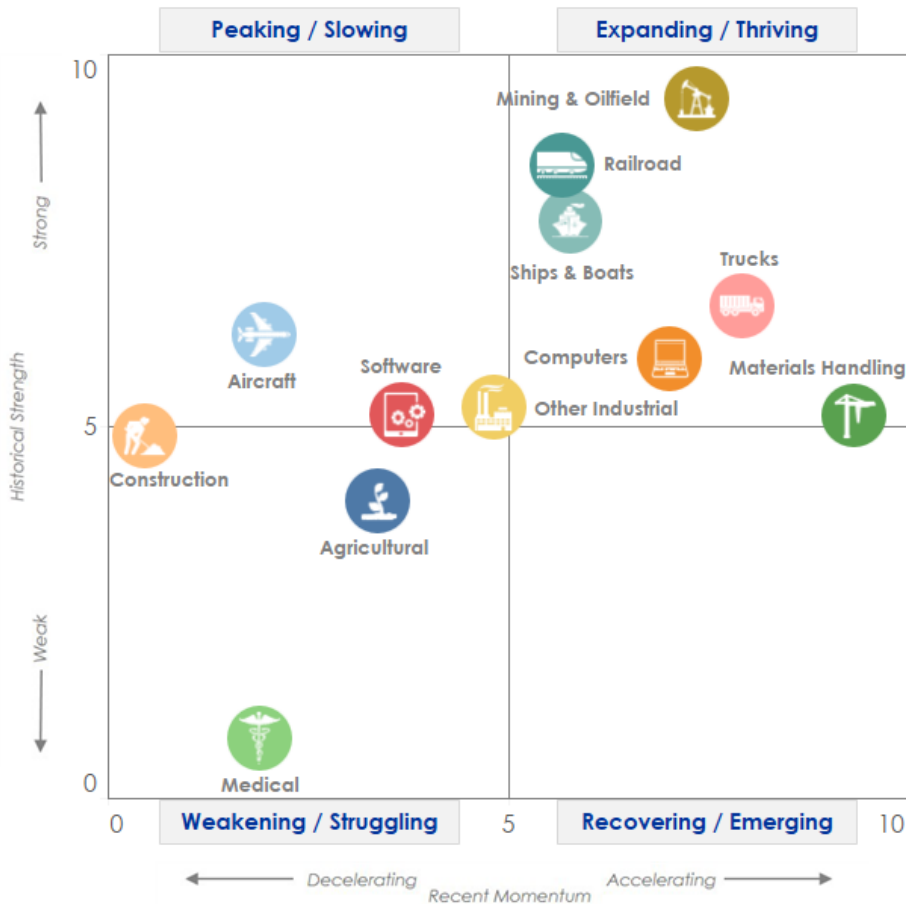 Peaking / Slowing
Expanding / Thriving
10
Mining & Oilfield
Railroad
Strong
Ships & Boats
Trucks
Aircraft
Software
Computers
Materials Handling
Historical Strength
Other Industrial
5
Construction
Agricultural
Weak
Medical
0
0
Weakening / Struggling
5
Recovering / Emerging
10
Decelerating
Recent Momentum
Accelerating